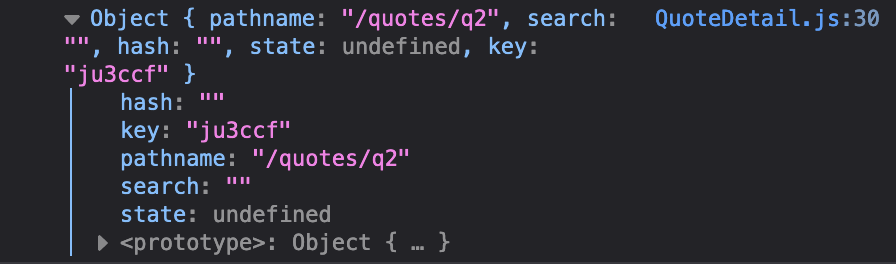 Object { pathname: "/quotes/q2", search: QuoteDetail.js:30
"", hash: "", state: undefined, key:
"ju3ccf" }
hash: ""
key: "ju3ccf"
pathname: "/quotes/q2"
search: ""
state: undefined
<prototype>: Object { … }